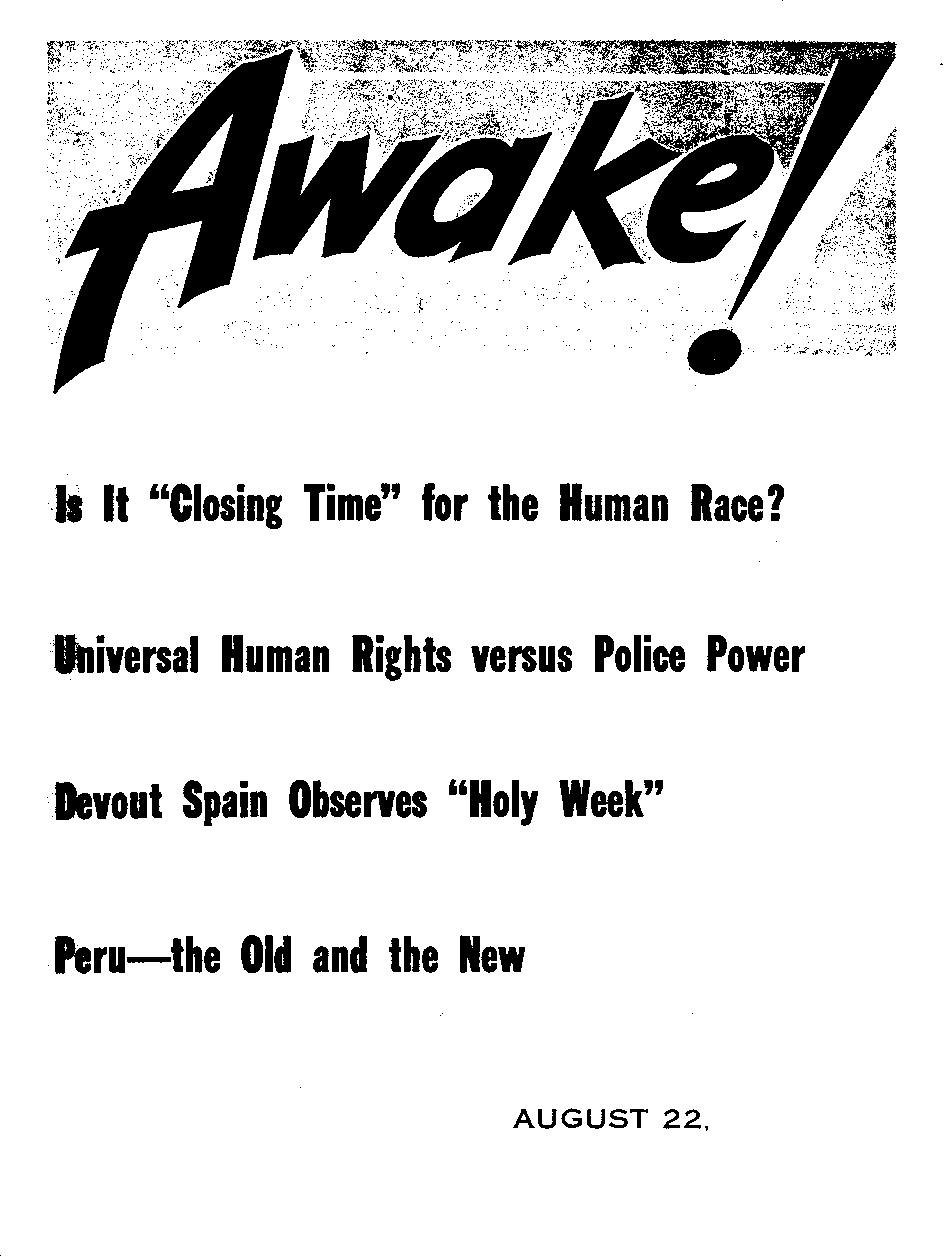 Awake!
Is It “Closing Time” for the Human Race?
Universal Human Rights versus Police Power
Devout Spain Observes “Holy Week”
Peru—the Old and the New
AUGUST 22,